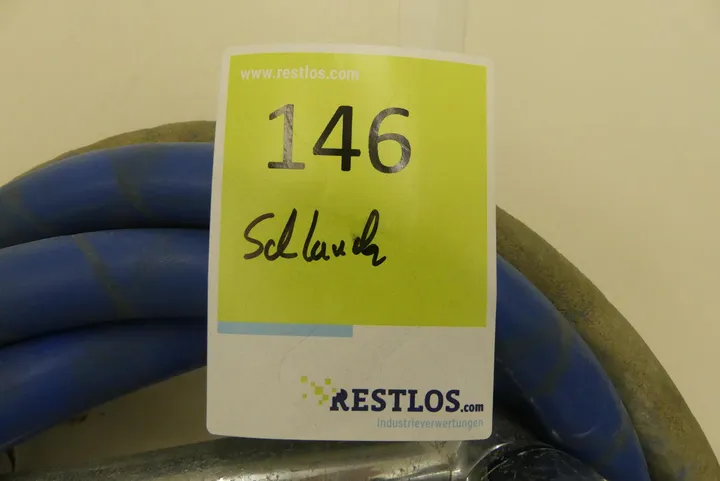 www.restlos.com
146
Schlauch
RESTLOS.com
Industrieverwertungen